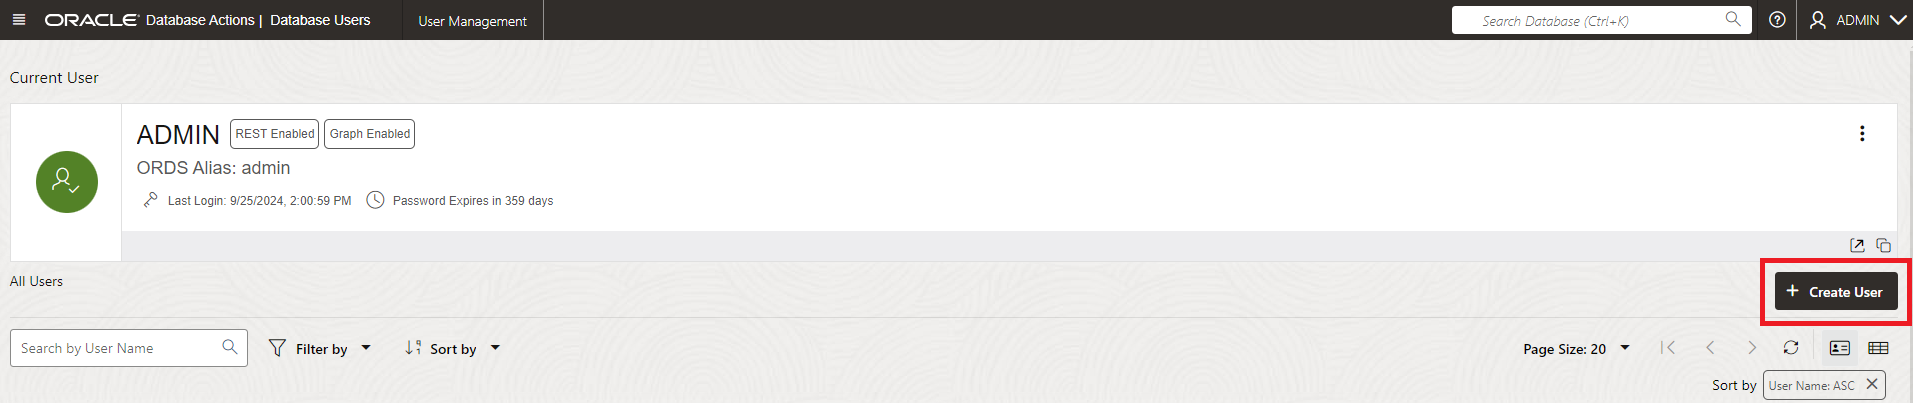 ORACLE Database Actions | Database Users User Management Search Database (Ctrl+K) ADMIN
Current User
ADMIN REST Enabled Graph Enabled
ORDS Alias: admin
Last Login: 9/25/2024, 2:00:59 PM Password Expires in 359 days
All Users
+ Create User
Search by User Name Filter by Sort by Page Size: 20
Sort by User Name: ASC